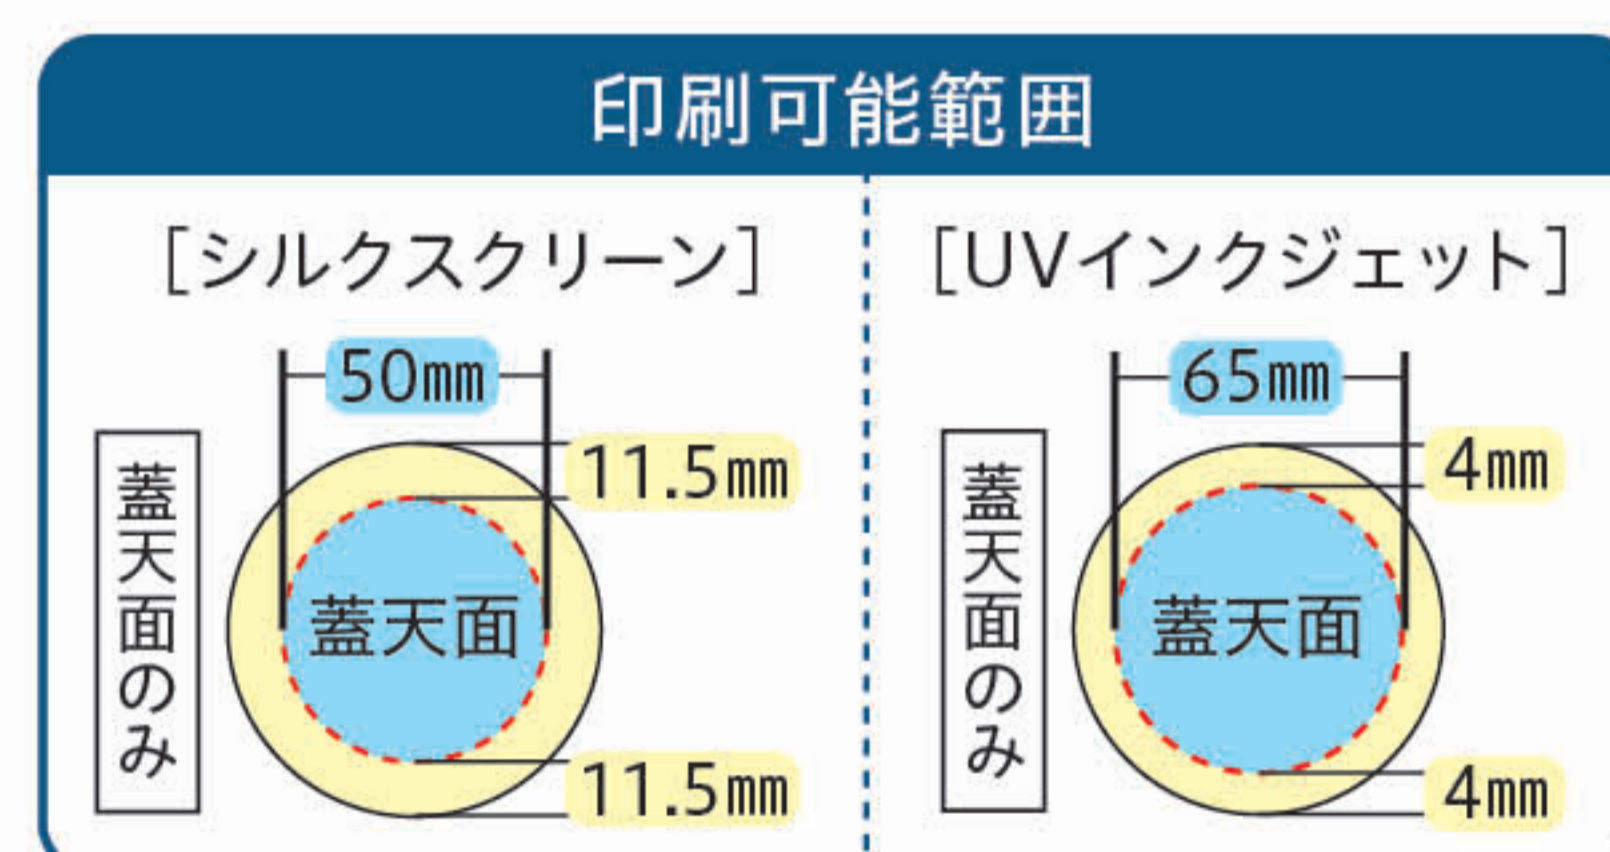 印刷可能範囲
[シルクスクリーン]
50㎜
11.5㎜
蓋天面のみ
蓋天面
11.5㎜
[UVインクジェット]
65㎜
4㎜
蓋天面のみ
蓋天面
4㎜